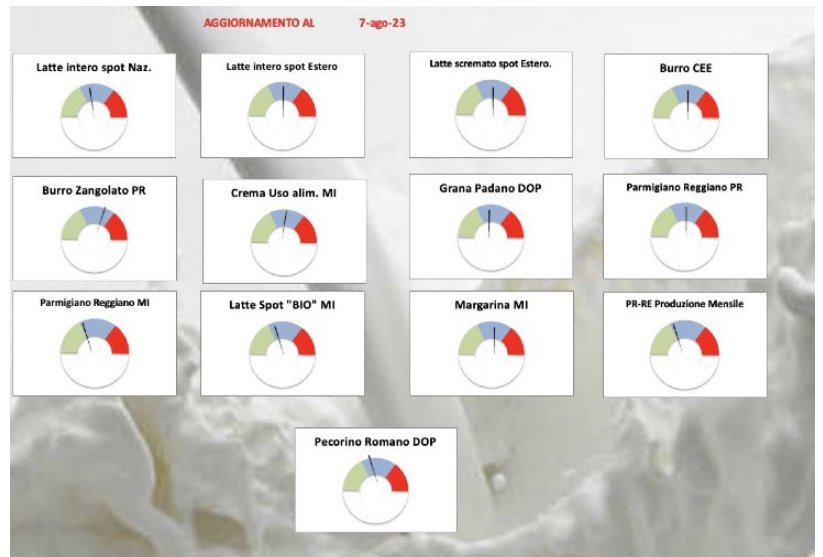 AGGIORNAMENTO AL 7-ago-23
Latte intero spot Naz.
Latte intero spot Estero
Latte scremato spot Estero.
Burro CEE
Burro Zangolato PR
Crema Uso alim. MI
Grana Padano DOP
Parmigiano Reggiano PR
Parmigiano Reggiano MI
Latte Spot "BIO" MI
Margarina MI
PR-RE Produzione Mensile
Pecorino Romano DOP